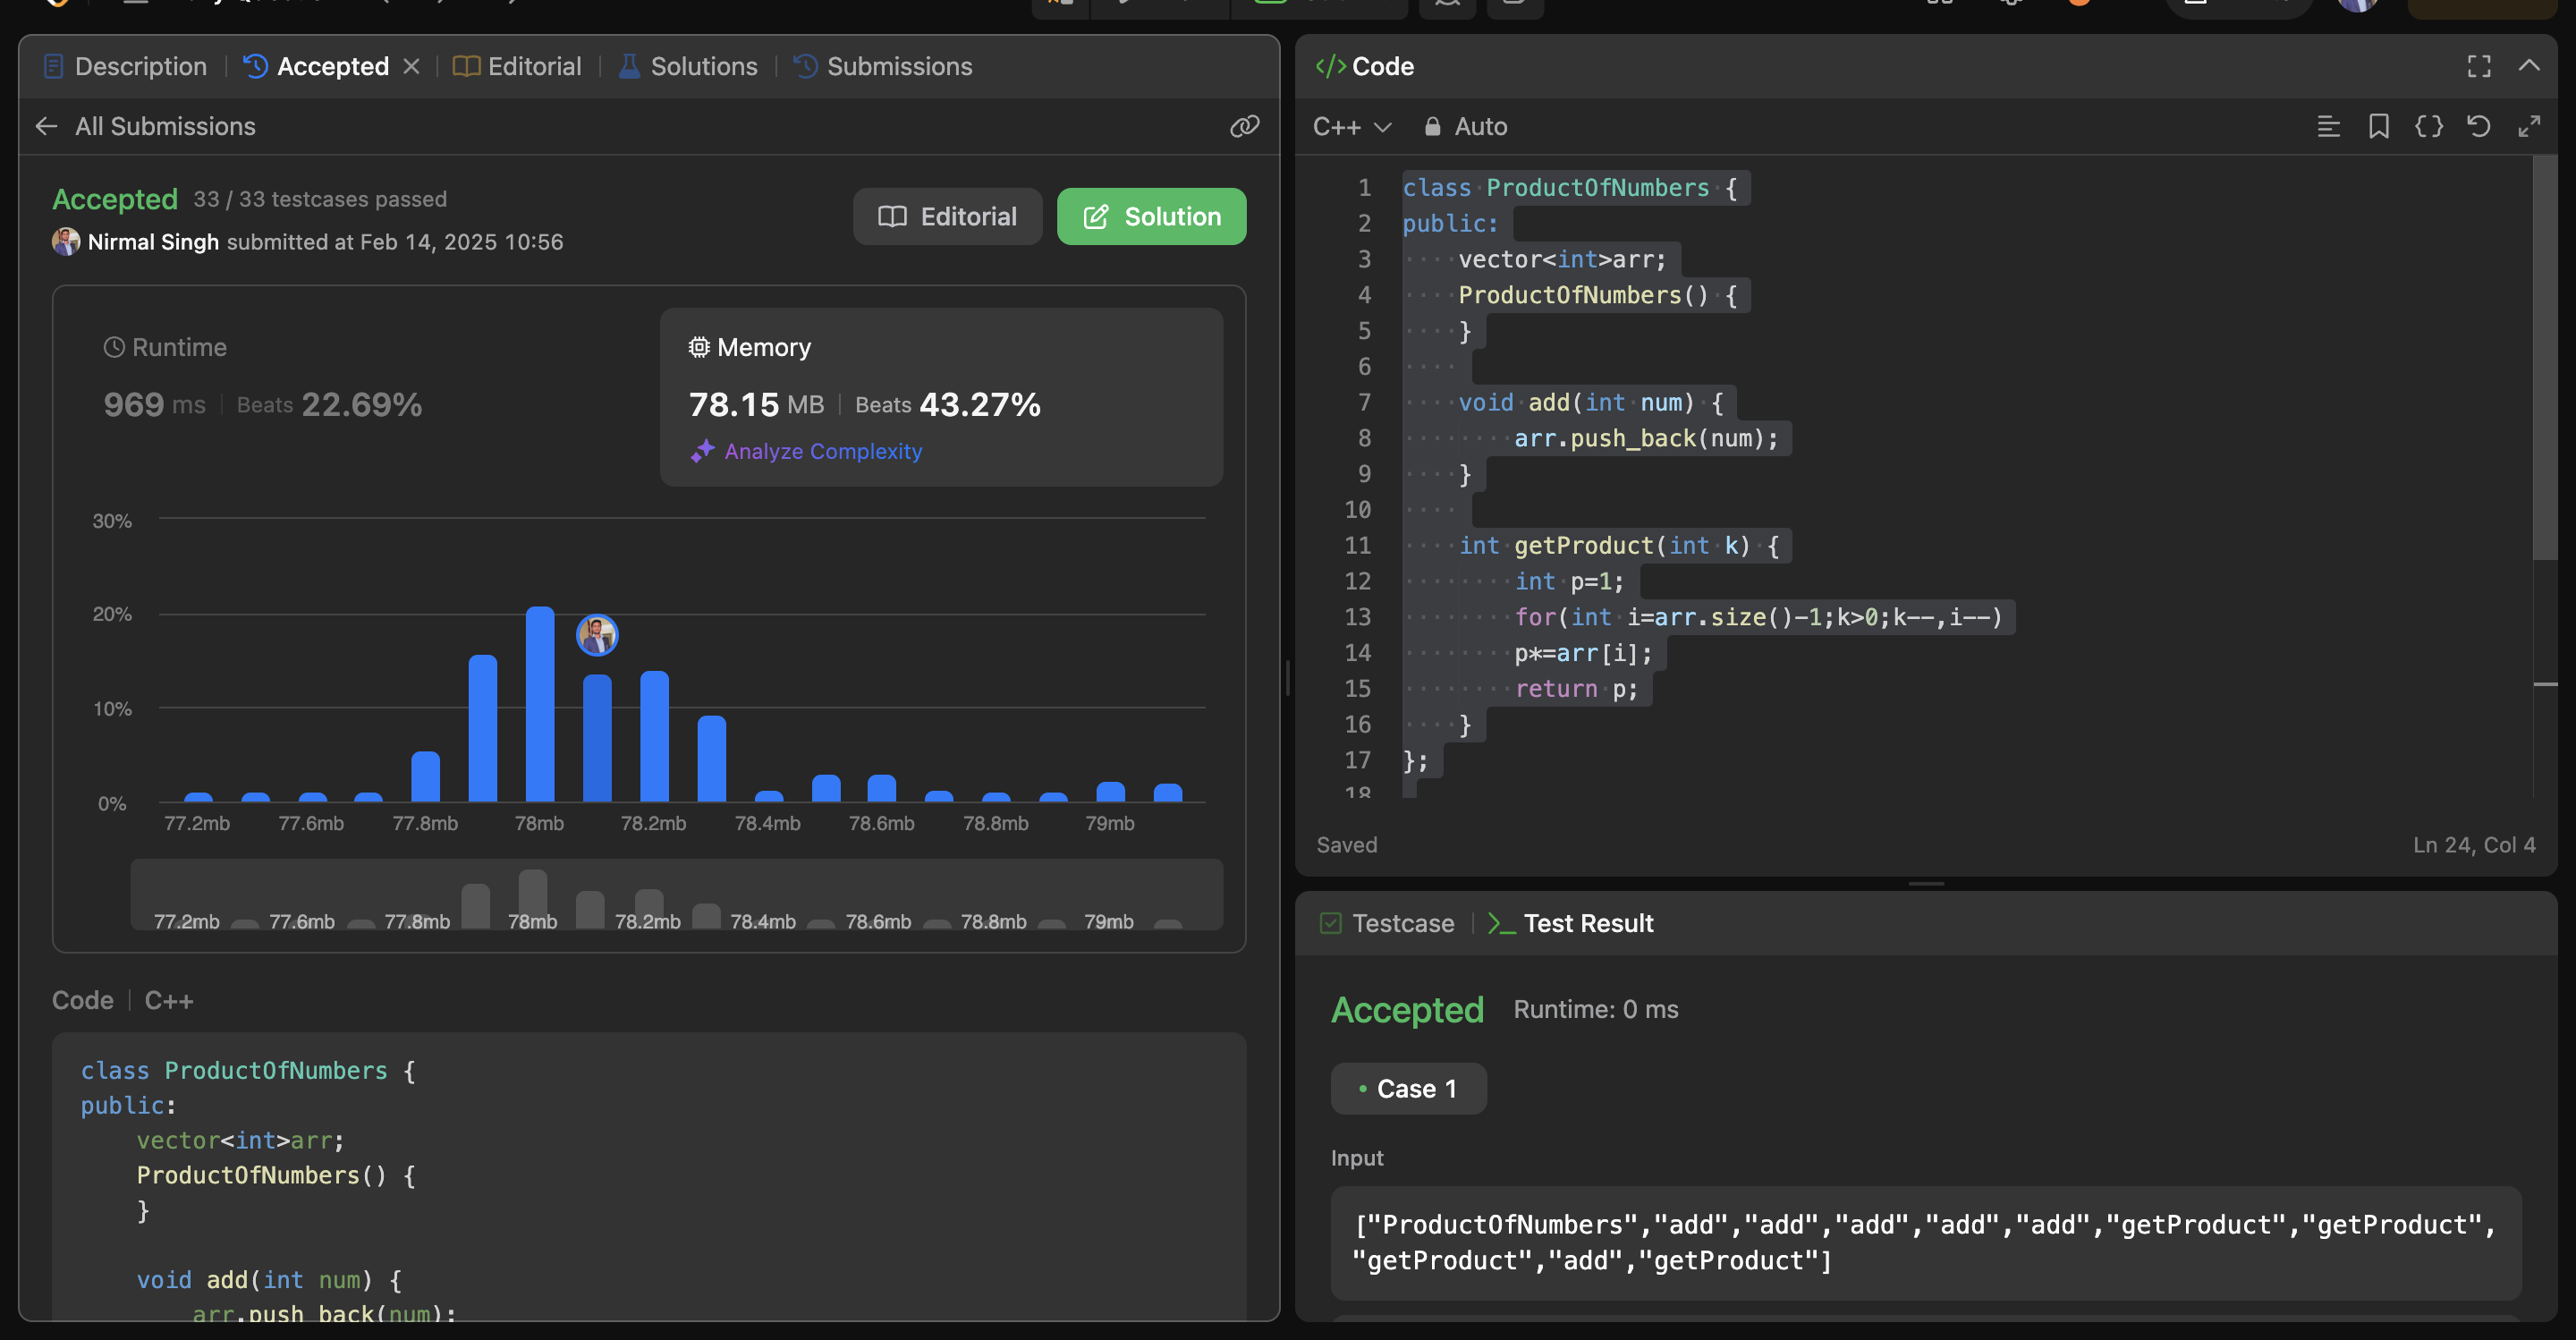 Description
Accepted
Editorial
Solutions
Submissions
All Submissions
Accepted 33 / 33 testcases passed
Nirmal Singh submitted at Feb 14, 2025 10:56
Editorial
Solution
Runtime
969 ms | Beats 22.69%
Memory
78.15 MB | Beats 43.27%
Analyze Complexity
30%
20%
10%
0%
77.2mb 77.6mb 77.8mb 78mb 78.2mb 78.4mb 78.6mb 78.8mb 79mb
77.2mb 77.6mb 77.8mb 78mb 78.2mb 78.4mb 78.6mb 78.8mb 79mb
Code | C++
class ProductOfNumbers {
public:
    vector<int>arr;
    ProductOfNumbers() {
    }
    void add(int num) {
        arr.push_back(num);
</> Code
C++
Auto
1 class ProductOfNumbers {
2 public:
3     vector<int>arr;
4     ProductOfNumbers() {
5     }
6
7     void add(int num) {
8         arr.push_back(num);
9     }
10
11     int getProduct(int k) {
12         int p=1;
13         for(int i=arr.size()-1;k>0;k--,i--)
14         p*=arr[i];
15         return p;
16     }
17 };
18
Saved
Ln 24, Col 4
Testcase
Test Result
Accepted Runtime: 0 ms
• Case 1
Input
["ProductOfNumbers","add","add","add","add","add","getProduct","getProduct",
"getProduct","add","getProduct"]